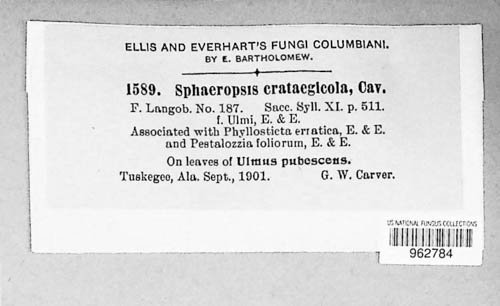 ELLIS AND EVERHART'S FUNGI COLUMBIANI.
BY E. BARTHOLOMEW.
1589. Sphaeropsis crataegicola, Cav.
F. Langob. No. 187. Sacc. Syll. XI. p. 511.
f. Ulmi, E. & E.
Associated with Phyllosticta erratica, E. & E.
and Pestalozzia foliorum, E. & E.
On leaves of Ulmus pubescens.
Tuskegee, Ala. Sept., 1901. G. W. Carver.
US NATIONAL FUNGUS COLLECTIONS
962784